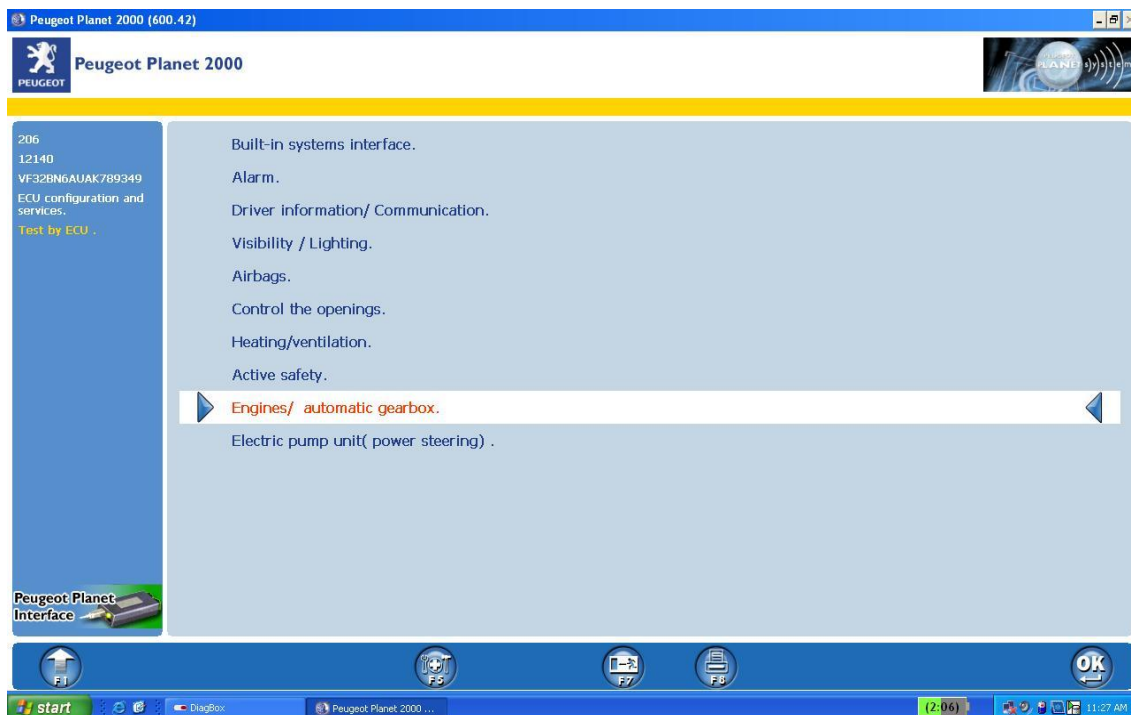 Peugeot Planet 2000 (600.42)
PEUGEOT
Peugeot Planet 2000
PLANET s)y)s)t)e)m
206
12140
VF32BN6AUAK789349
ECU configuration and
services.
Test by ECU .
Built-in systems interface.
Alarm.
Driver information/ Communication.
Visibility / Lighting.
Airbags.
Control the openings.
Heating/ventilation.
Active safety.
Engines/ automatic gearbox.
Electric pump unit( power steering) .
Peugeot Planet
Interface
F1
F5
F7
F8
OK
start
DiagBox
Peugeot Planet 2000 ...
(2:06)
11:27 AM